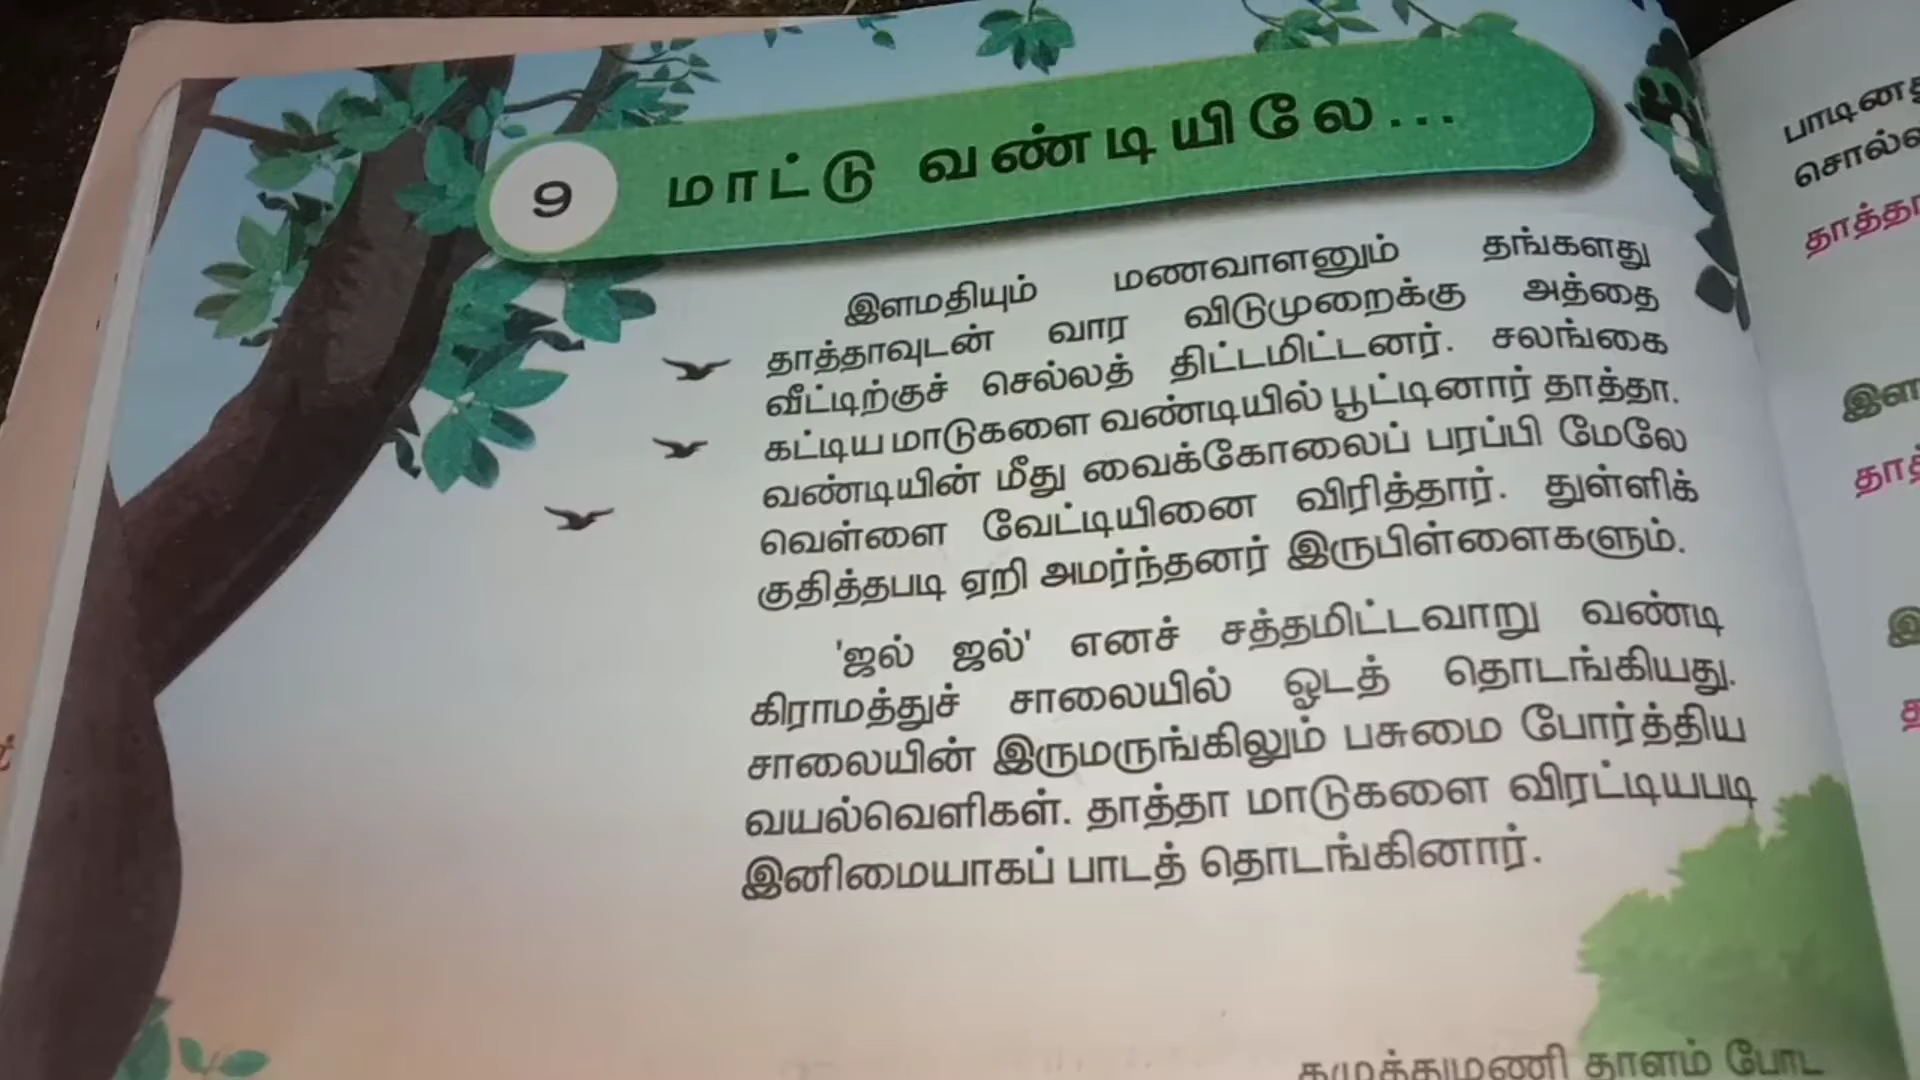 9 மாட்டு வண்டியிலே...
இளமதியும் மணவாளனும் தங்களது
தாத்தாவுடன் வார விடுமுறைக்கு அத்தை
வீட்டிற்குச் செல்லத் திட்டமிட்டனர். சலங்கை
கட்டிய மாடுகளை வண்டியில் பூட்டினார் தாத்தா.
வண்டியின் மீது வைக்கோலைப் பரப்பி மேலே
வெள்ளை வேட்டியினை விரித்தார். துள்ளிக்
குதித்தபடி ஏறி அமர்ந்தனர் இருபிள்ளைகளும்.
'ஜல் ஜல்' எனச் சத்தமிட்டவாறு வண்டி
கிராமத்துச் சாலையில் ஓடத் தொடங்கியது.
சாலையின் இருமருங்கிலும் பசுமை போர்த்திய
வயல்வெளிகள். தாத்தா மாடுகளை விரட்டியபடி
இனிமையாகப் பாடத் தொடங்கினார்.
தாளம் போட